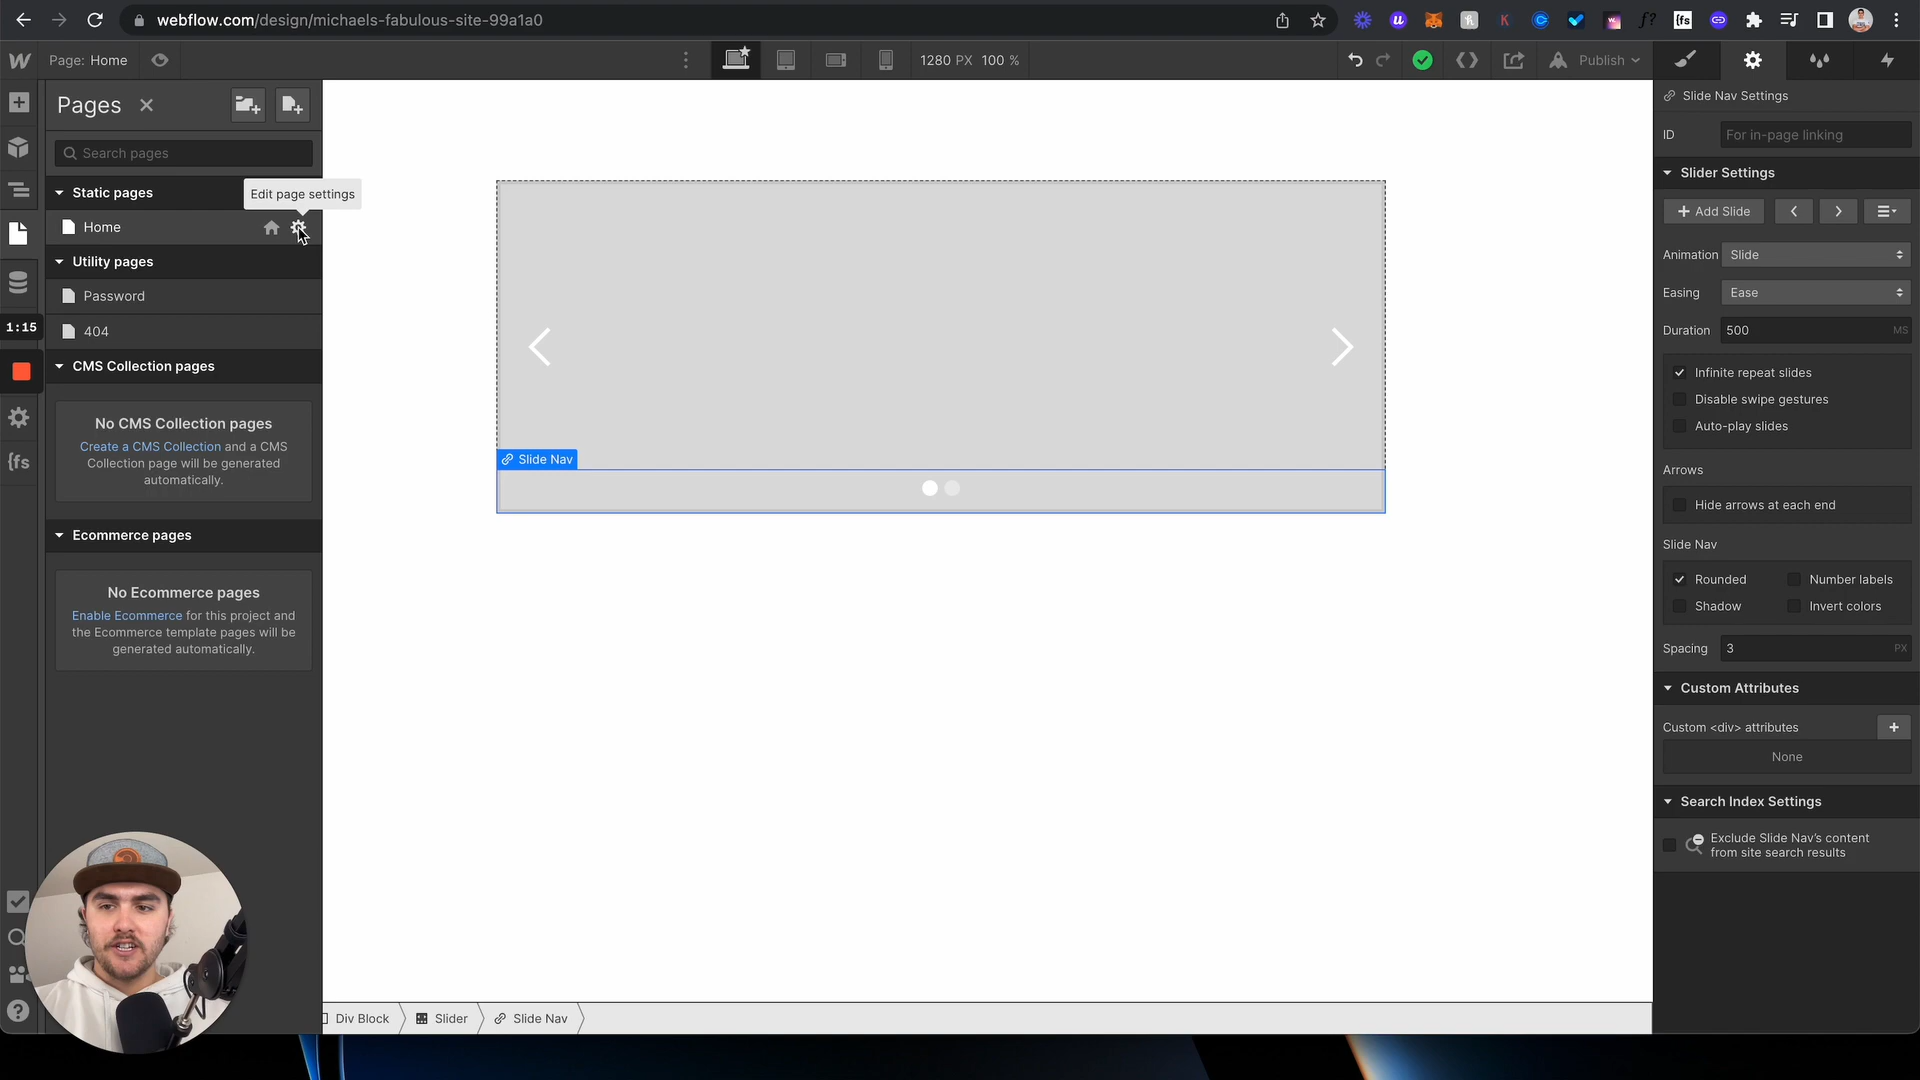 webflow.com/design/michaels-fabulous-site-99a1a0
Page: Home
1280 PX 100 %
Publish
Pages
Search pages
Static pages
Edit page settings
Home
Utility pages
Password
404
1:15
CMS Collection pages
No CMS Collection pages
Create a CMS Collection and a CMS
Collection page will be generated
automatically.
Ecommerce pages
No Ecommerce pages
Enable Ecommerce for this project and
the Ecommerce template pages will be
generated automatically.
Slide Nav
Div Block
Slider
Slide Nav
Slide Nav Settings
ID
For in-page linking
Slider Settings
Add Slide
Animation
Slide
Easing
Ease
Duration
500
MS
Infinite repeat slides
Disable swipe gestures
Auto-play slides
Arrows
Hide arrows at each end
Slide Nav
Rounded
Number labels
Shadow
Invert colors
Spacing
3
PX
Custom Attributes
Custom <div> attributes
None
Search Index Settings
Exclude Slide Nav's content
from site search results